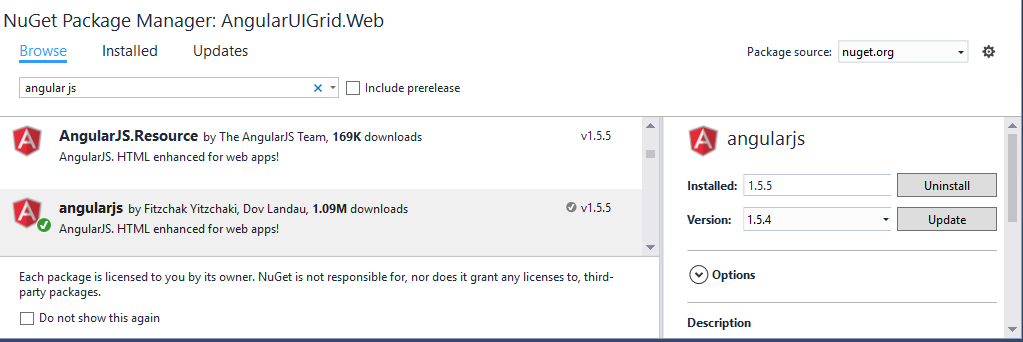 NuGet Package Manager: AngularUIGrid.Web
Browse Installed Updates
Package source: nuget.org
angular js
Include prerelease
AngularJS.Resource by The AngularJS Team, 169K downloads v1.5.5
AngularJS. HTML enhanced for web apps!
angularjs by Fitzchak Yitzchaki, Dov Landau, 1.09M downloads v1.5.5
AngularJS. HTML enhanced for web apps!
Each package is licensed to you by its owner. NuGet is not responsible for, nor does it grant any licenses to, third-
party packages.
Do not show this again
angularjs
Installed: 1.5.5 Uninstall
Version: 1.5.4 Update
Options
Description